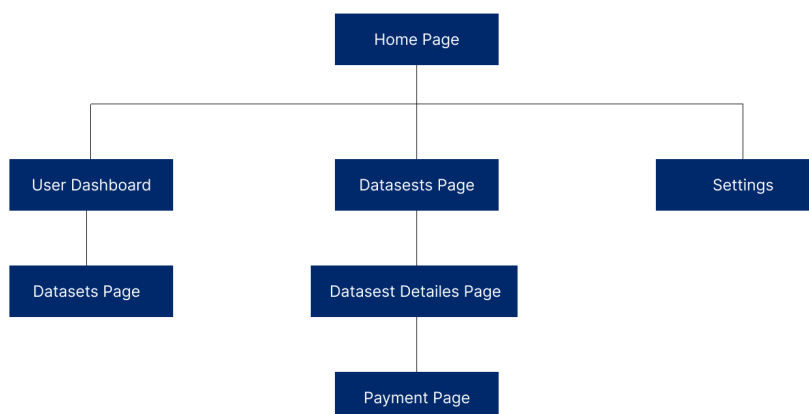 Home Page
User Dashboard
Datasests Page
Settings
Datasets Page
Datasest Detailes Page
Payment Page